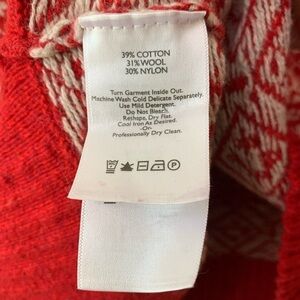 39% COTTON
31% WOOL
30% NYLON
Turn Garment Inside Out.
Machine Wash Cold Delicate Separately.
Use Mild Detergent.
Do Not Bleach.
Reshape, Dry Flat.
Cool Iron As Desired.
-Or-
Professionally Dry Clean.